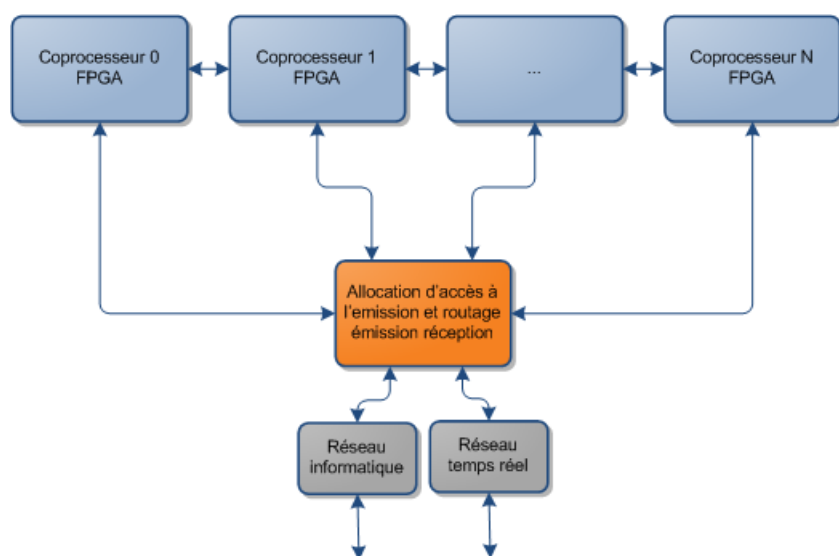 Coprocesseur 0
FPGA
Coprocesseur 1
FPGA
...
Coprocesseur N
FPGA
Allocation d'accès à
l'emission et routage
émission réception
Réseau
informatique
Réseau
temps réel